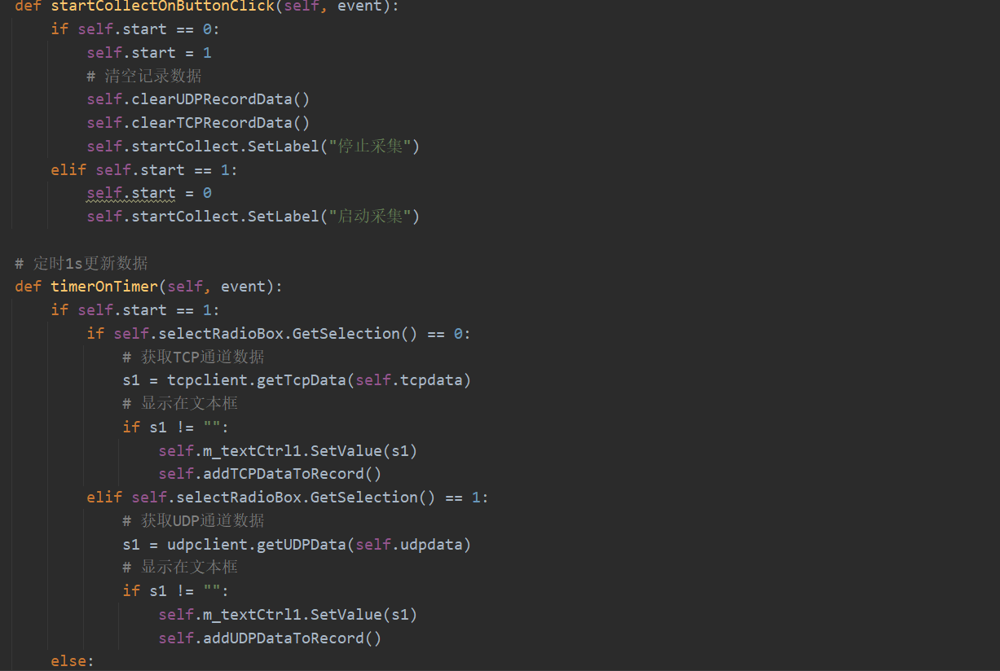 def startCollectOnButtonClick(self, event):
    if self.start == 0:
        self.start = 1
        # 清空记录数据
        self.clearUDPRecordData()
        self.clearTCPRecordData()
        self.startCollect.SetLabel("停止采集")
    elif self.start == 1:
        self.start = 0
        self.startCollect.SetLabel("启动采集")

# 定时1s更新数据
def timerOnTimer(self, event):
    if self.start == 1:
        if self.selectRadioBox.GetSelection() == 0:
            # 获取TCP通道数据
            s1 = tcpclient.getTcpData(self.tcpdata)
            # 显示在文本框
            if s1 != "":
                self.m_textCtrl1.SetValue(s1)
                self.addTCPDataToRecord()
        elif self.selectRadioBox.GetSelection() == 1:
            # 获取UDP通道数据
            s1 = udpclient.getUDPData(self.udpdata)
            # 显示在文本框
            if s1 != "":
                self.m_textCtrl1.SetValue(s1)
                self.addUDPDataToRecord()
    else: